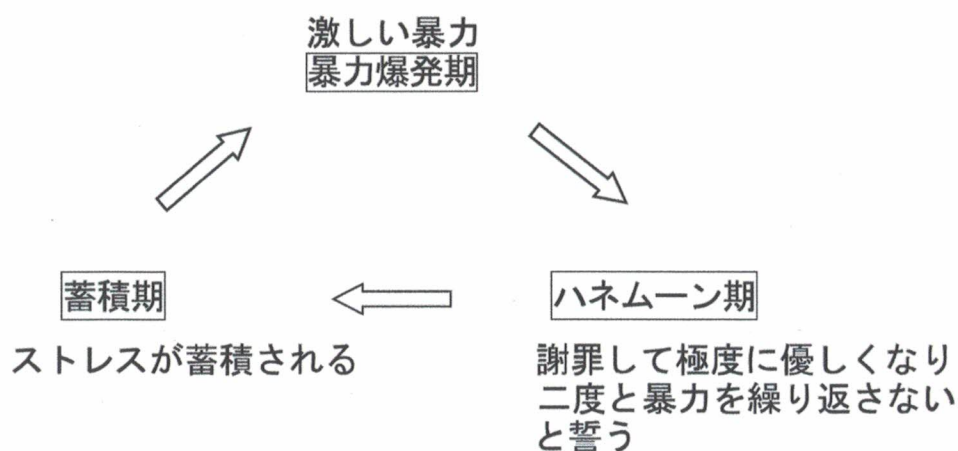 激しい暴力
暴力爆発期
蓄積期
ストレスが蓄積される
ハネムーン期
謝罪して極度に優しくなり
二度と暴力を繰り返さない
と誓う